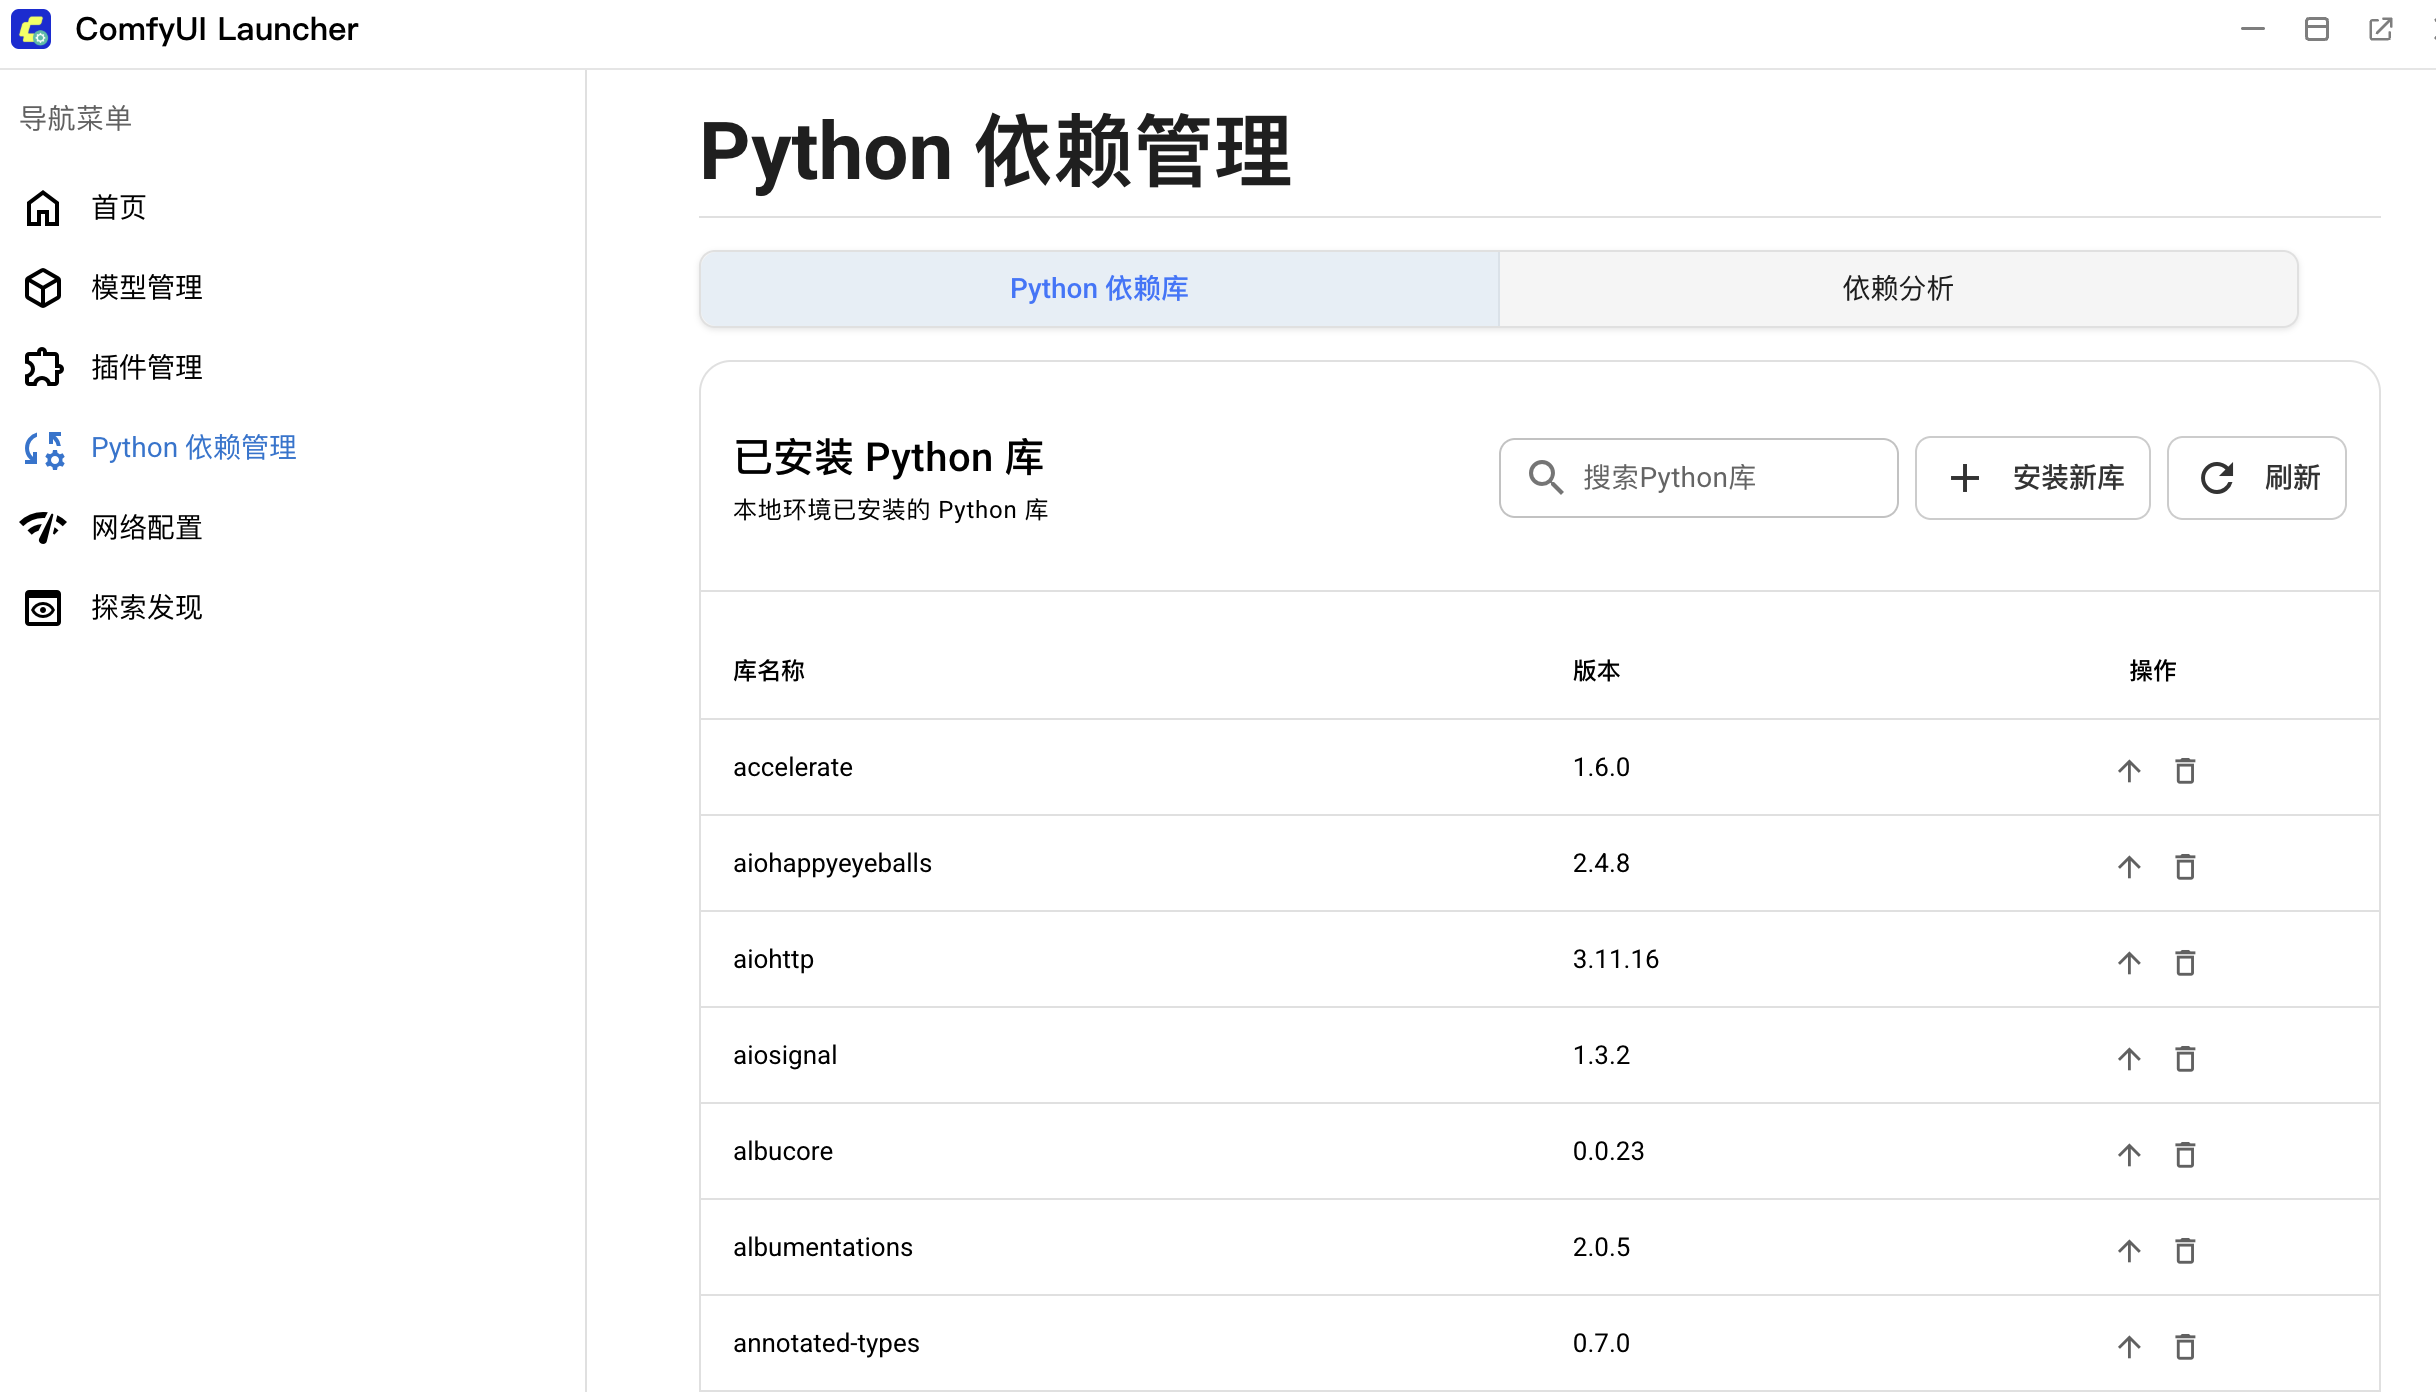 ComfyUI Launcher
导航菜单
首页
模型管理
插件管理
Python 依赖管理
网络配置
探索发现
Python 依赖管理
Python 依赖库
依赖分析
已安装 Python 库
本地环境已安装的 Python 库
搜索Python库
安装新库
刷新
库名称 版本 操作
accelerate 1.6.0
aiohappyeyeballs 2.4.8
aiohttp 3.11.16
aiosignal 1.3.2
albucore 0.0.23
albumentations 2.0.5
annotated-types 0.7.0